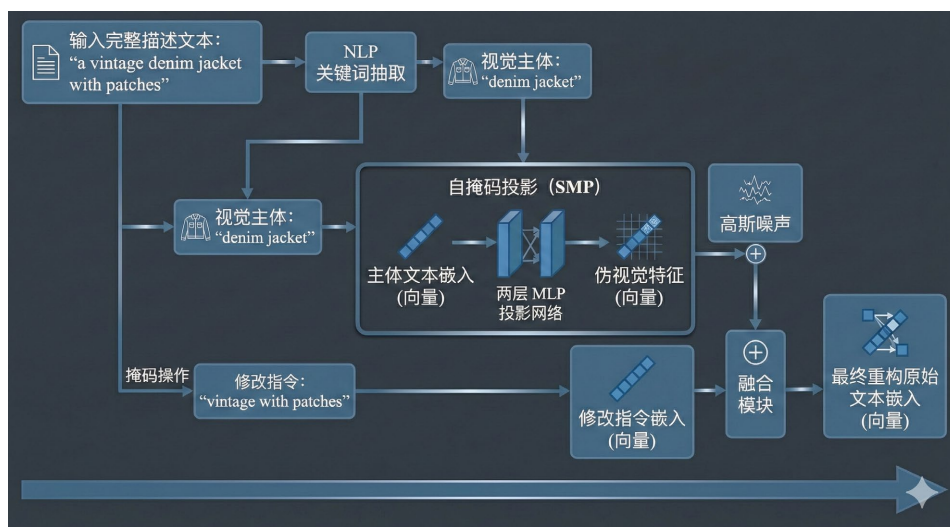 输入完整描述文本：
“a vintage denim jacket
with patches”
NLP
关键词抽取
视觉主体：
“denim jacket”
视觉主体：
“denim jacket”
自掩码投影（SMP）
主体文本嵌入
(向量)
两层 MLP
投影网络
伪视觉特征
(向量)
高斯噪声
掩码操作
修改指令：
“vintage with patches”
修改指令嵌入
(向量)
融合
模块
最终重构原始
文本嵌入
(向量)